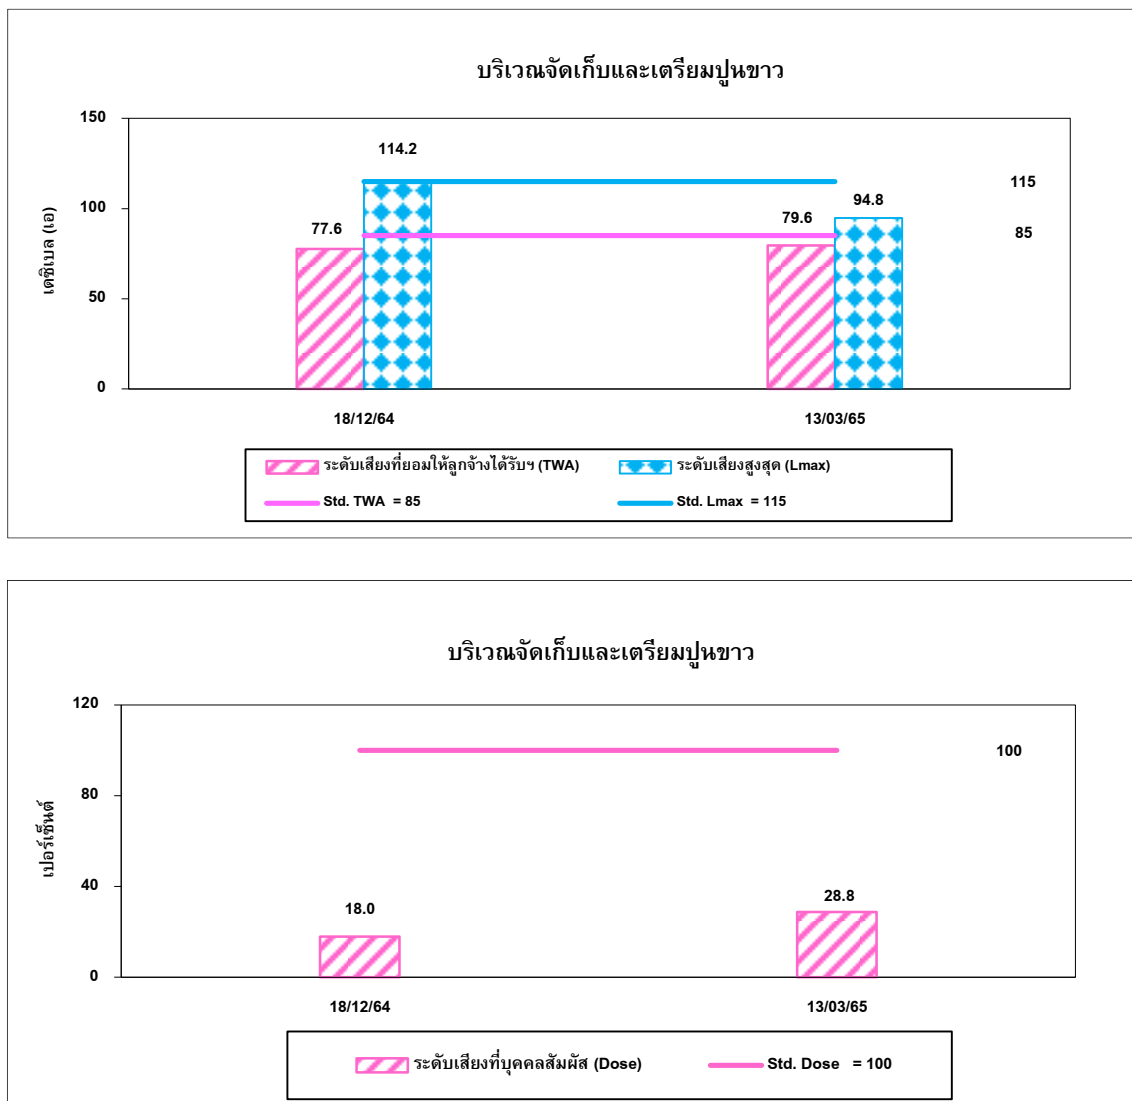 บริเวณจัดเก็บและเตรียมปูนขาว
เดซิเบล (เอ)
150
100
50
0
77.6
114.2
79.6
94.8
115
85
18/12/64
13/03/65
ระดับเสียงที่ยอมให้ลูกจ้างได้รับฯ (TWA)
ระดับเสียงสูงสุด (Lmax)
Std. TWA = 85
Std. Lmax = 115
บริเวณจัดเก็บและเตรียมปูนขาว
เปอร์เซ็นต์
120
80
40
0
18.0
28.8
100
18/12/64
13/03/65
ระดับเสียงที่บุคคลสัมผัส (Dose)
Std. Dose = 100